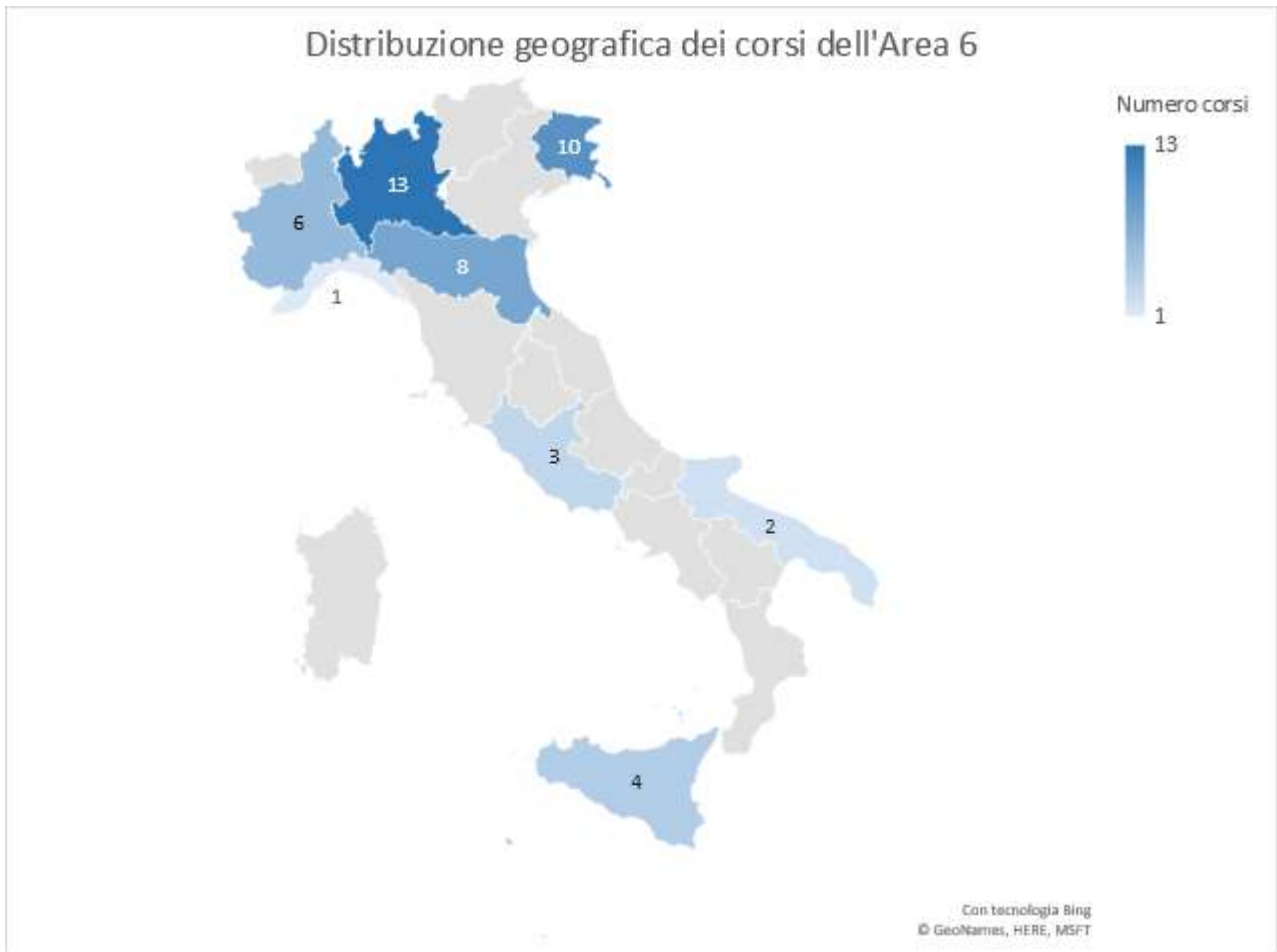 Distribuzione geografica dei corsi dell'Area 6
Numero corsi
13
1
10
13
6
8
1
3
2
4
Con tecnologia Bing
© GeoNames, HERE, MSFT